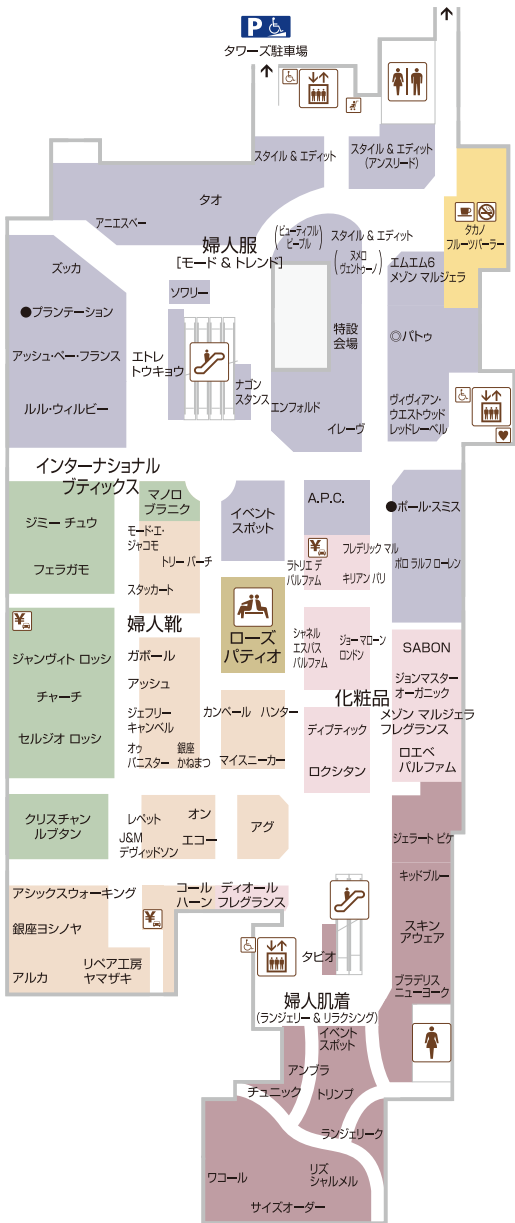 P
タワーズ駐車場
スタイル & エディット
スタイル & エディット
(アンスリード)
タオ
アニエスベー
婦人服
[モード & トレンド]
(ビューティフル
ピープル)
スタイル & エディット
(ヌメロ
ヴェントゥーノ)
タカノ
フルーツパーラー
エムエム6
メゾン マルジェラ
ズッカ
●プランテーション
アッシュ・ペー・フランス
ルル・ウィルビー
ソワリー
エトレ
トウキョウ
ナゴン
スタンス
特設
会場
◎パトゥ
エンフォルド
イレーヴ
ヴィヴィアン・
ウエストウッド
レッドレーベル
インターナショナル
ブティックス
マノロ
ブラニク
イベント
スポット
A.P.C.
●ポール・スミス
ジミー チュウ
フェラガモ
モード・エ・
ジャコモ
トリー バーチ
スタッカート
¥
フレデリック マル
ラトリエ デ
パルファム
キリアン パリ
ポロ ラルフ ローレン
¥
婦人靴
ローズ
パティオ
シャネル
エスパス
パルファム
ジョー マローン
ロンドン
SABON
ジャンヴィト ロッシ
チャーチ
セルジオ ロッシ
ガボール
アッシュ
ジェフリー
キャンベル
オゥ
バニスター
銀座
かねまつ
カンペール
ハンター
マイスニーカー
化粧品
ディプティック
ロクシタン
ジョンマスター
オーガニック
メゾン マルジェラ
フレグランス
ロエベ
パルファム
クリスチャン
ルブタン
レペット
オン
J&M
デヴィッドソン
エコー
アグ
ジェラート ピケ
キッドブルー
アシックスウォーキング
¥
コール
ハーン
ディオール
フレグランス
銀座ヨシノヤ
アルカ
リペア工房
ヤマザキ
タビオ
スキン
アウェア
ブラデリス
ニューヨーク
婦人肌着
(ランジェリー & リラクシング)
イベント
スポット
アンブラ
チュニック
トリンプ
ランジェリーク
ワコール
リズ
シャルメル
サイズオーダー